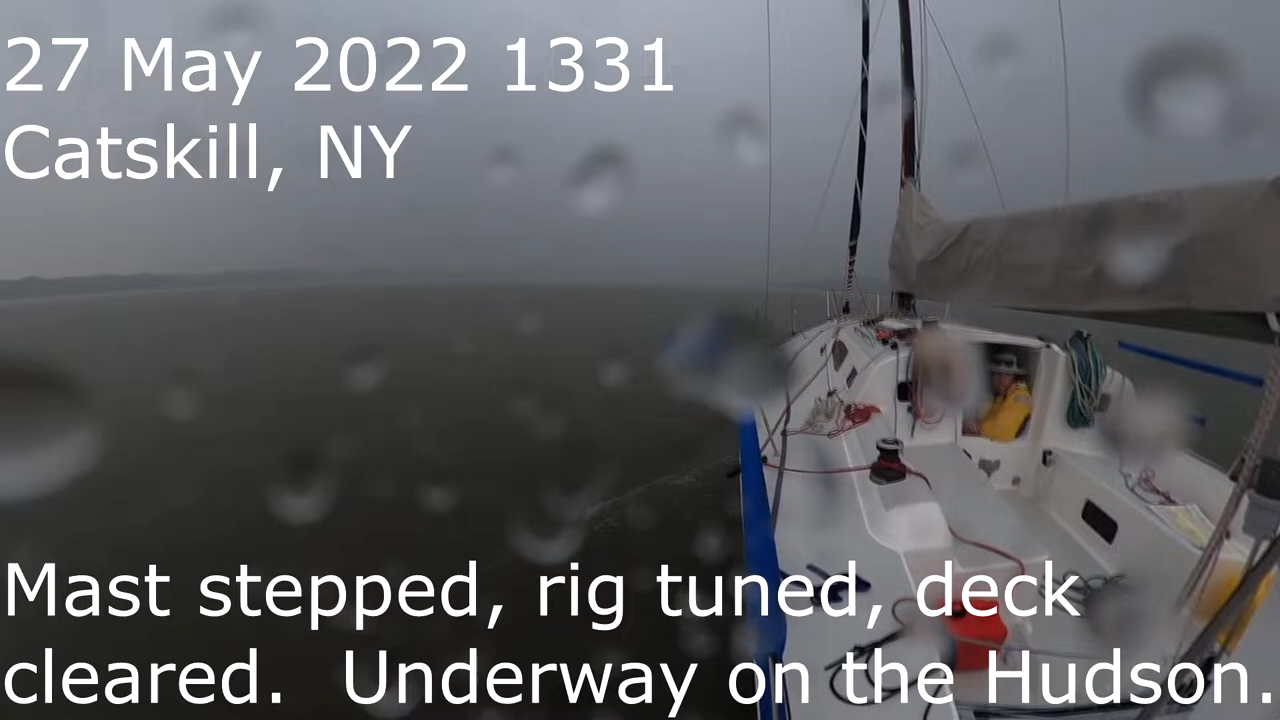 27 May 2022 1331
Catskill, NY
Mast stepped, rig tuned, deck
cleared.  Underway on the Hudson.